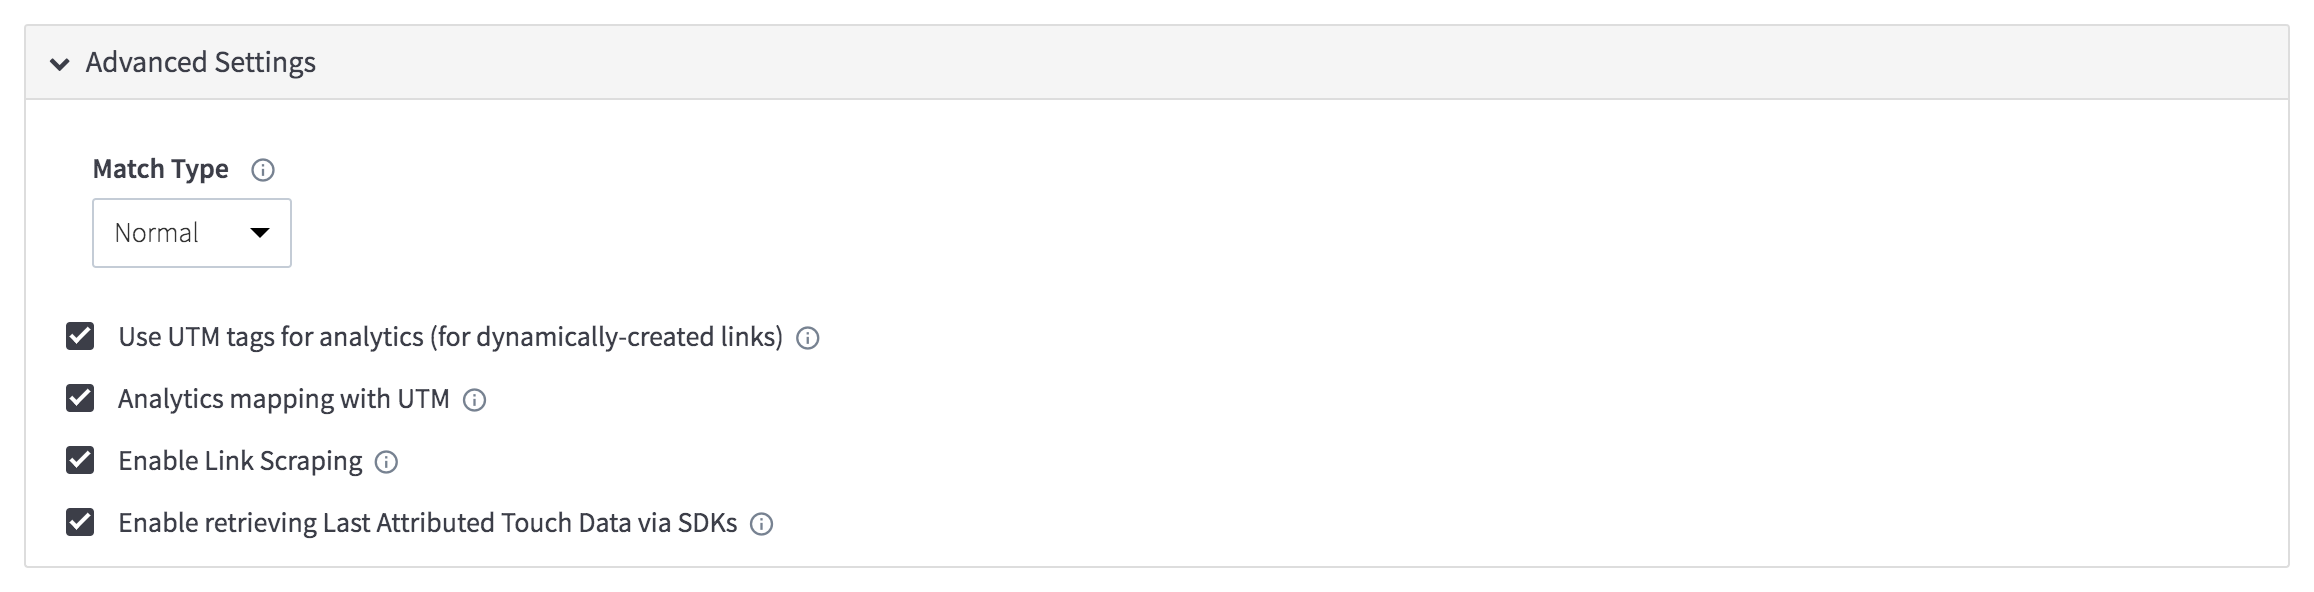 Advanced Settings
Match Type
Normal
Use UTM tags for analytics (for dynamically-created links)
Analytics mapping with UTM
Enable Link Scraping
Enable retrieving Last Attributed Touch Data via SDKs